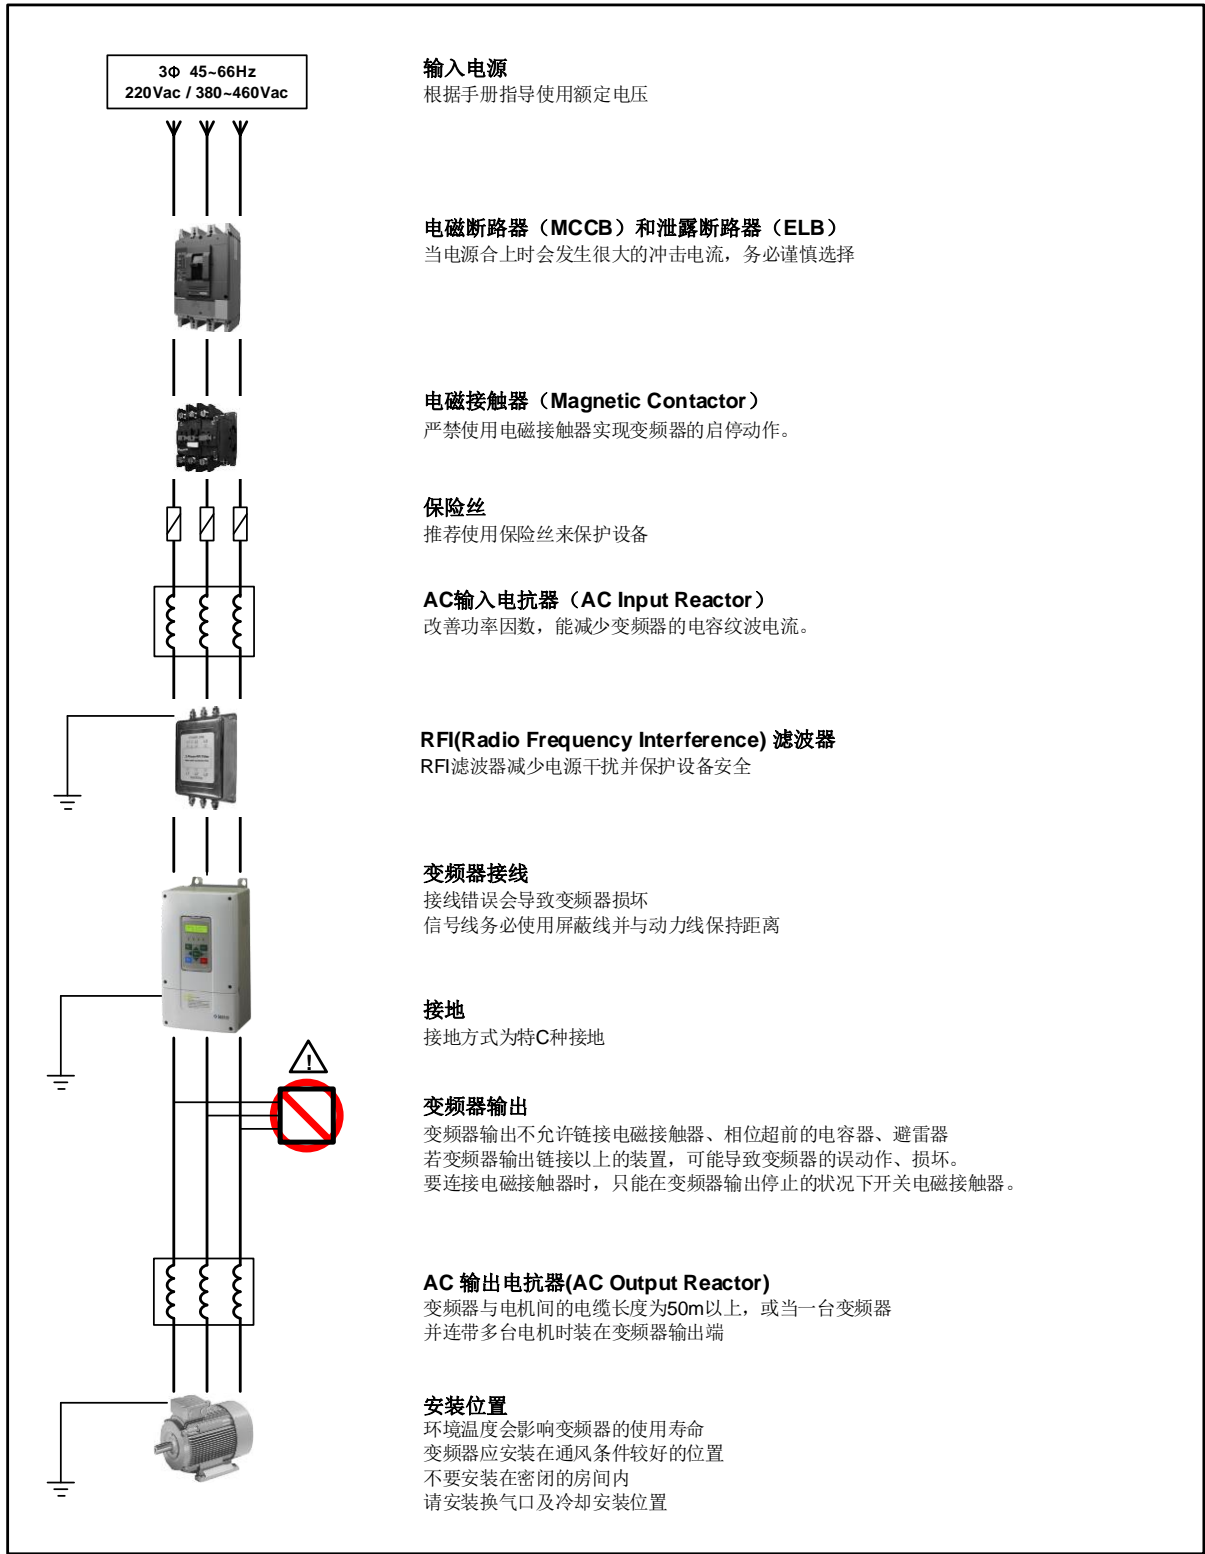 3Φ 45~66Hz
220Vac / 380~460Vac
输入电源
根据手册指导使用额定电压
电磁断路器（MCCB）和泄露断路器（ELB）
当电源合上时会发生很大的冲击电流，务必谨慎选择
电磁接触器（Magnetic Contactor）
严禁使用电磁接触器实现变频器的启停动作。
保险丝
推荐使用保险丝来保护设备
AC输入电抗器（AC Input Reactor）
改善功率因数，能减少变频器的电容纹波电流。
RFI(Radio Frequency Interference) 滤波器
RFI滤波器减少电源干扰并保护设备安全
变频器接线
接线错误会导致变频器损坏
信号线务必使用屏蔽线并与动力线保持距离
接地
接地方式为特C种接地
!
变频器输出
变频器输出不允许链接电磁接触器、相位超前的电容器、避雷器
若变频器输出链接以上的装置，可能导致变频器的误动作、损坏。
要连接电磁接触器时，只能在变频器输出停止的状况下开关电磁接触器。
AC 输出电抗器(AC Output Reactor)
变频器与电机间的电缆长度为50m以上，或当一台变频器
并连带多台电机时装在变频器输出端
安装位置
环境温度会影响变频器的使用寿命
变频器应安装在通风条件较好的位置
不要安装在密闭的房间内
请安装换气口及冷却安装位置